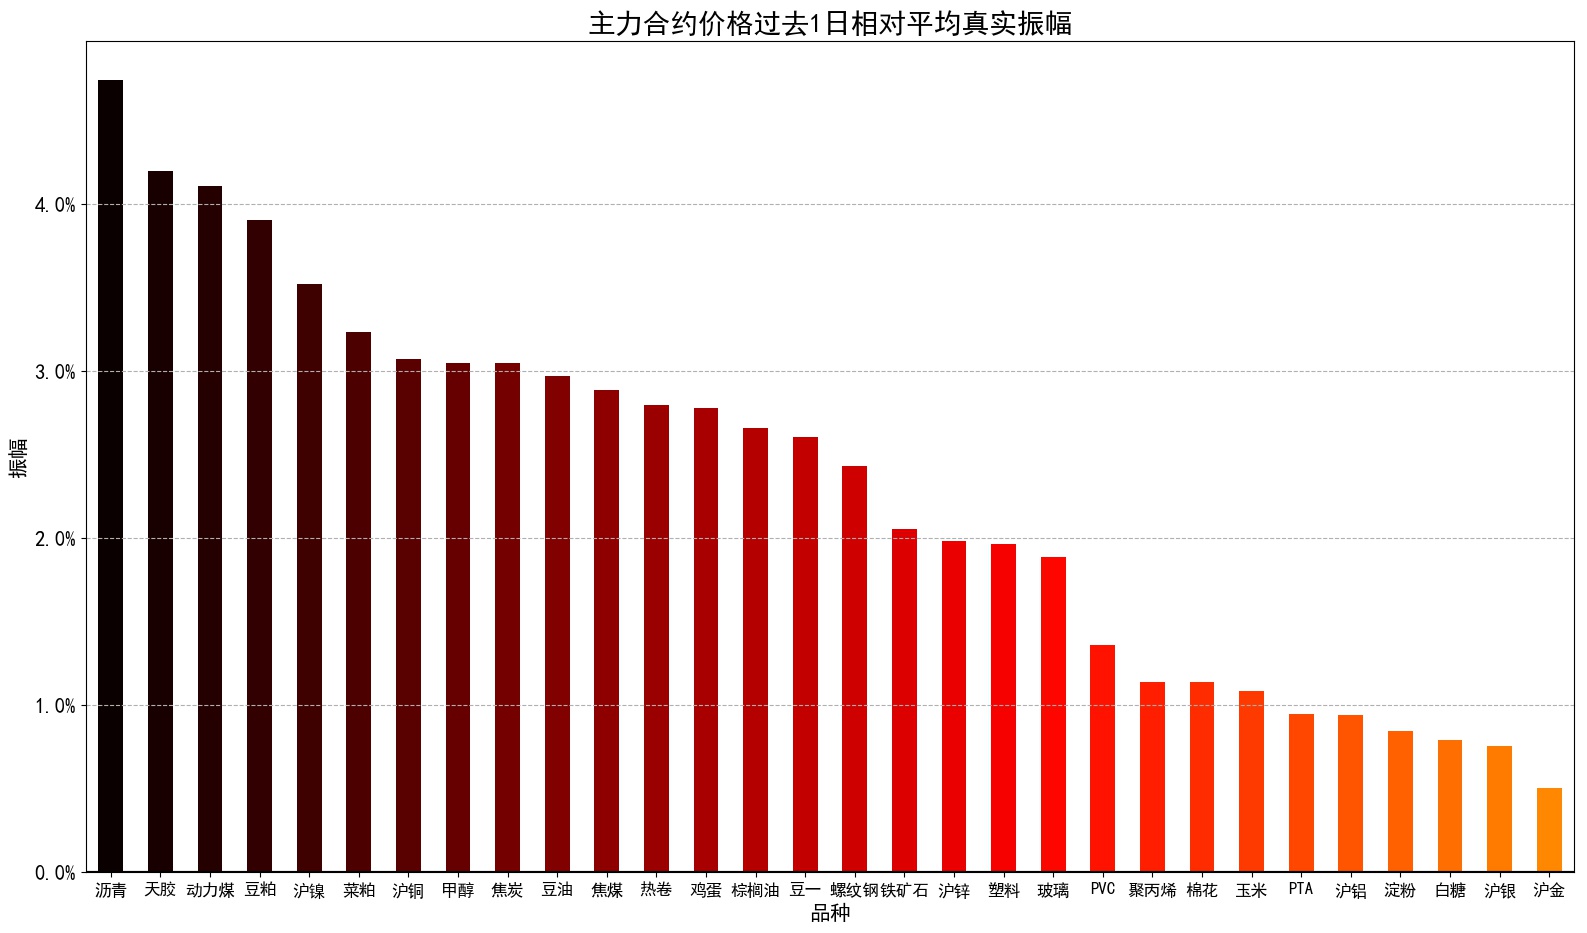 主力合约价格过去1日相对平均真实振幅
振幅
4.0%
3.0%
2.0%
1.0%
0.0%
沥青 天胶 动力煤 豆粕 沪镍 菜粕 沪铜 甲醇 焦炭 豆油 焦煤 热卷 鸡蛋 棕榈油 豆一 螺纹钢 铁矿石 沪锌 塑料 玻璃 PVC 聚丙烯 棉花 玉米 PTA 沪铝 淀粉 白糖 沪银 沪金
品种